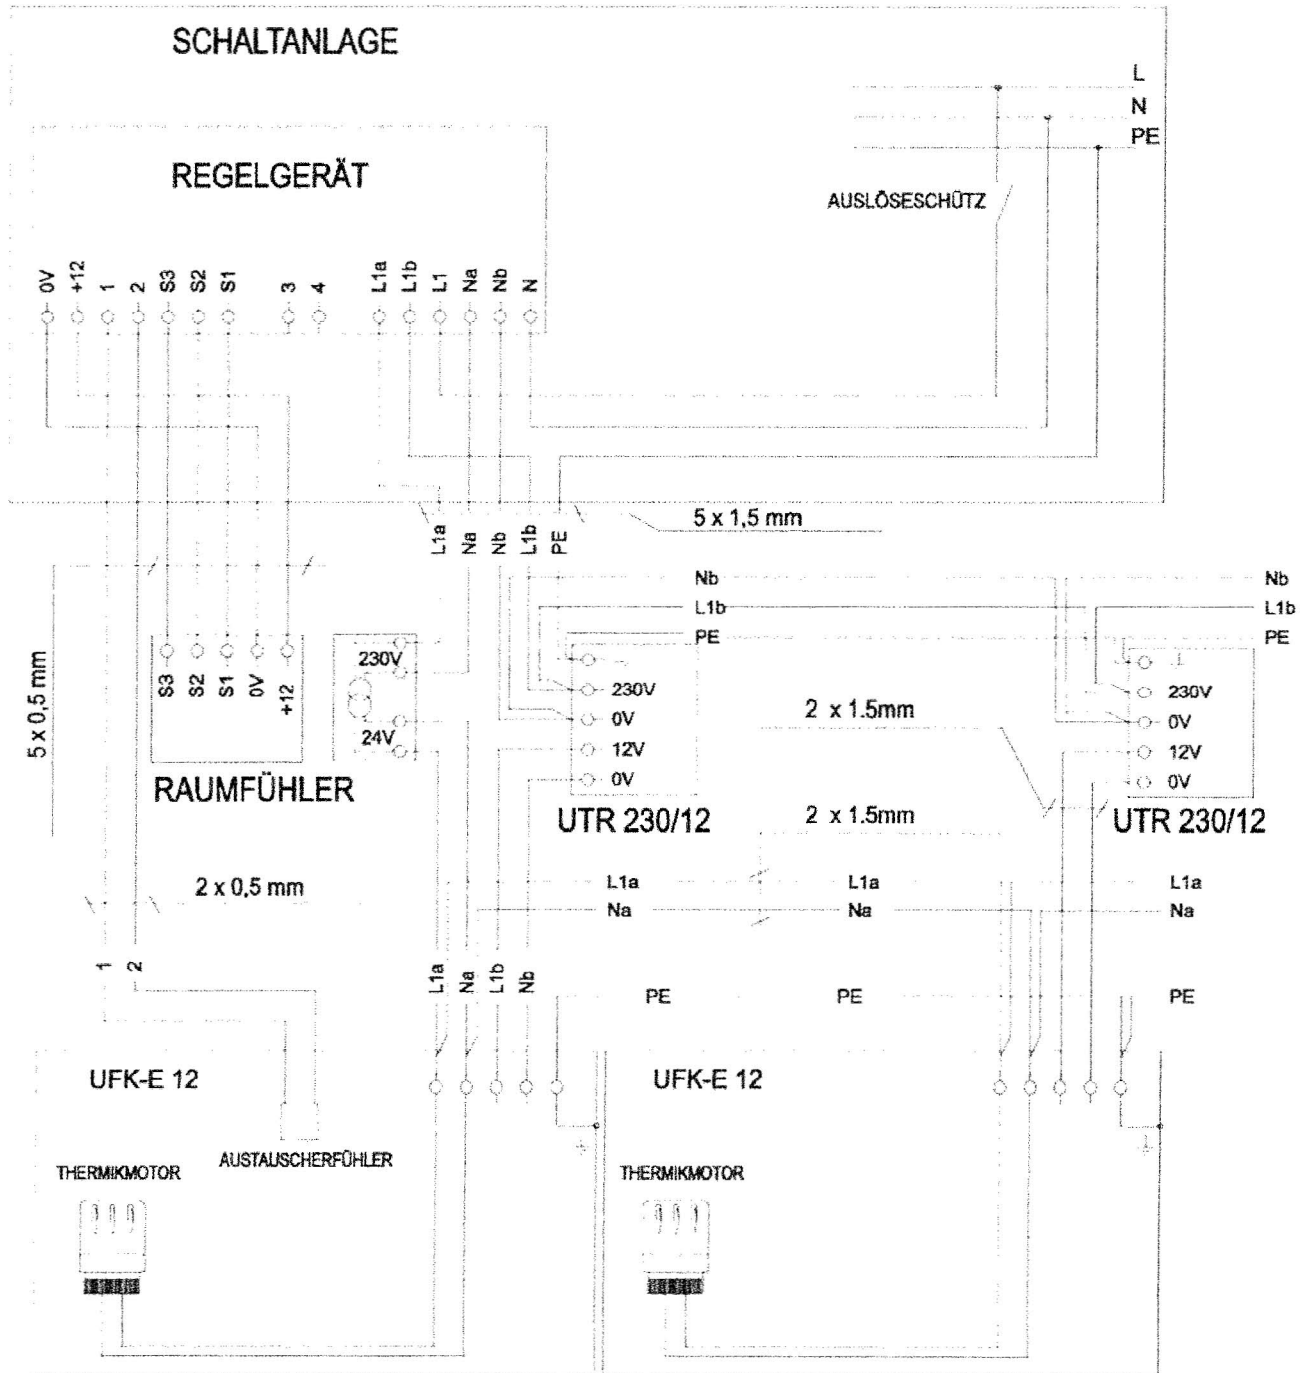 SCHALTANLAGE
L
N
PE
REGELGERÄT
AUSLÖSESCHÜTZ
0V
+12
1
2
S3
S2
S1
3
4
L1a
L1b
L1
Na
Nb
N
5 x 1,5 mm
L1a
Na
Nb
L1b
PE
Nb
Nb
L1b
L1b
PE
PE
5 x 0,5 mm
S3
S2
S1
0V
+12
230V
24V
230V
0V
12V
0V
230V
0V
12V
0V
2 x 1.5mm
RAUMFÜHLER
UTR 230/12
2 x 1.5mm
UTR 230/12
2 x 0,5 mm
L1a
L1a
L1a
Na
Na
Na
1
2
L1a
Na
L1b
Nb
PE
PE
PE
UFK-E 12
UFK-E 12
AUSTAUSCHERFÜHLER
THERMIKMOTOR
THERMIKMOTOR